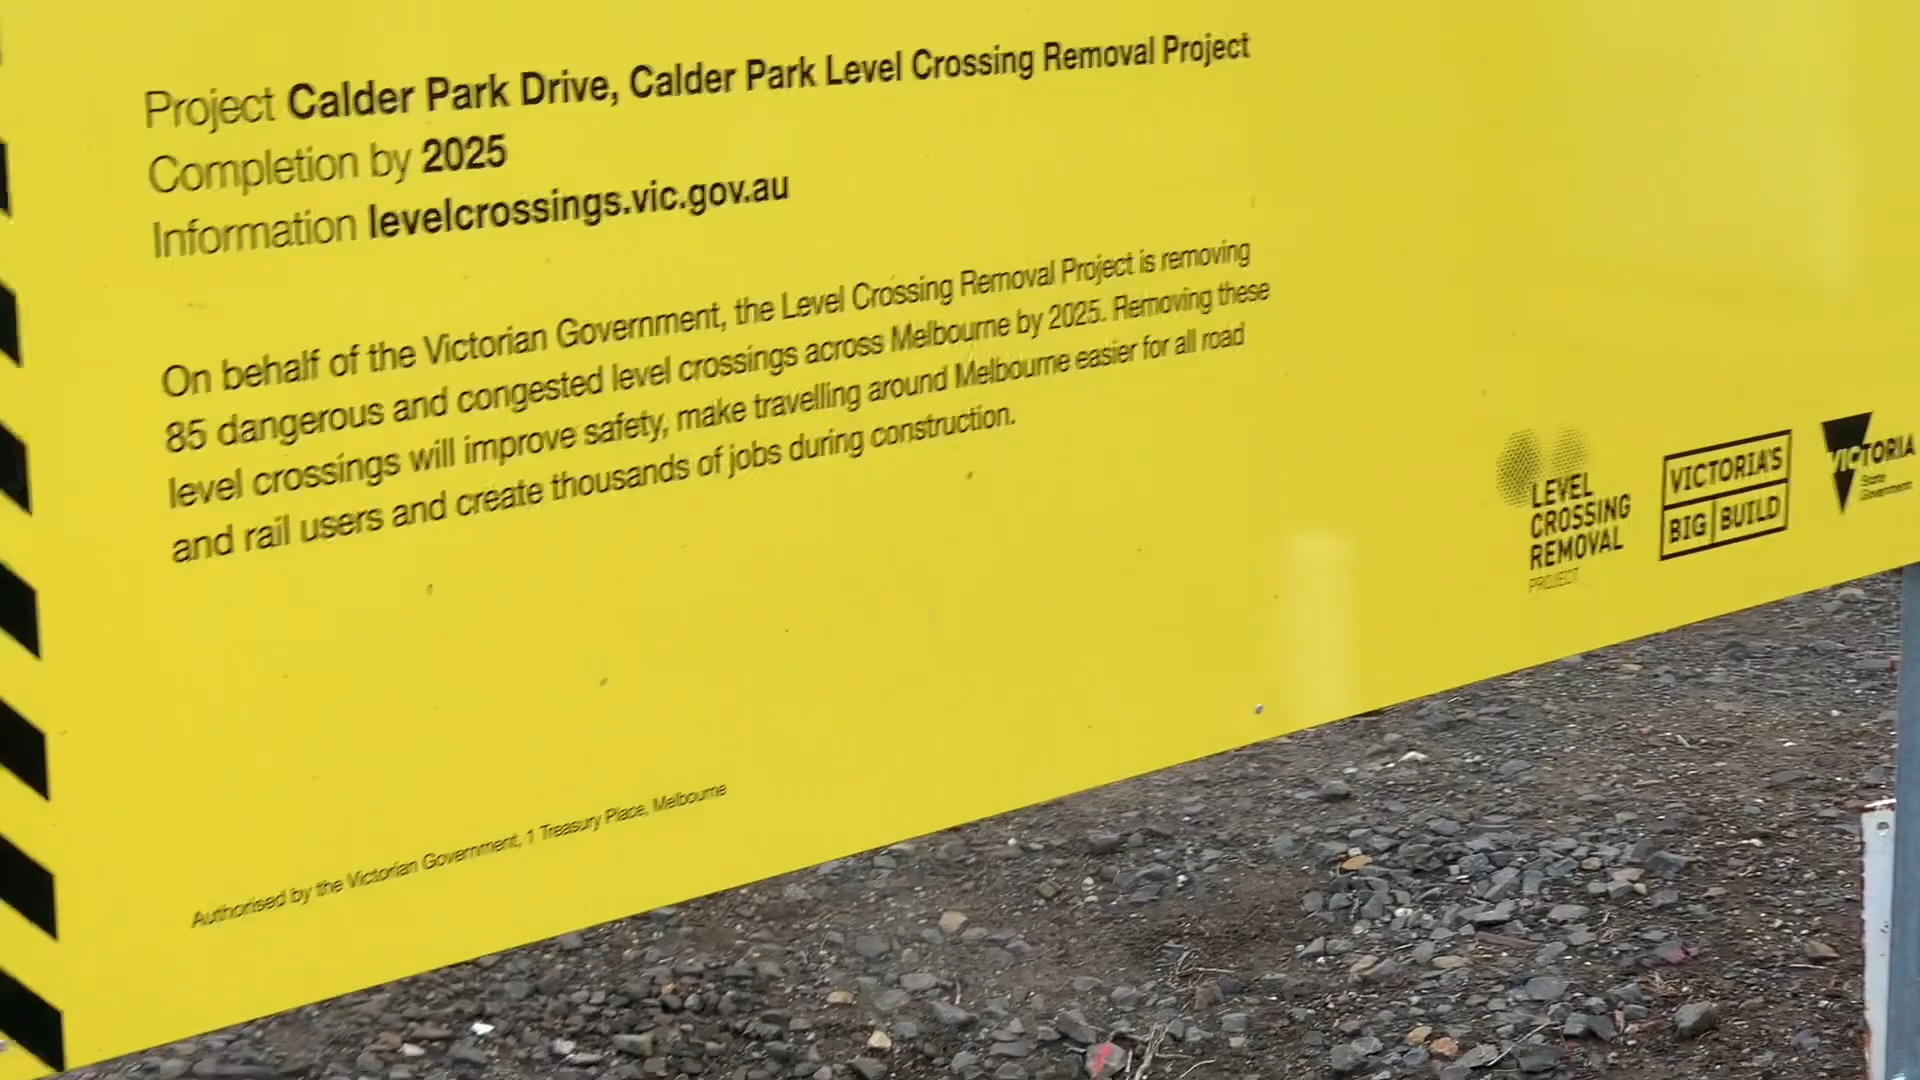 Project Calder Park Drive, Calder Park Level Crossing Removal Project
Completion by 2025
Information levelcrossings.vic.gov.au
On behalf of the Victorian Government, the Level Crossing Removal Project is removing
85 dangerous and congested level crossings across Melbourne by 2025. Removing these
level crossings will improve safety, make travelling around Melbourne easier for all road
and rail users and create thousands of jobs during construction.
LEVEL
CROSSING
REMOVAL
PROJECT
VICTORIA'S
BIG BUILD
VICTORIA
State
Government
Authorised by the Victorian Government, 1 Treasury Place, Melbourne